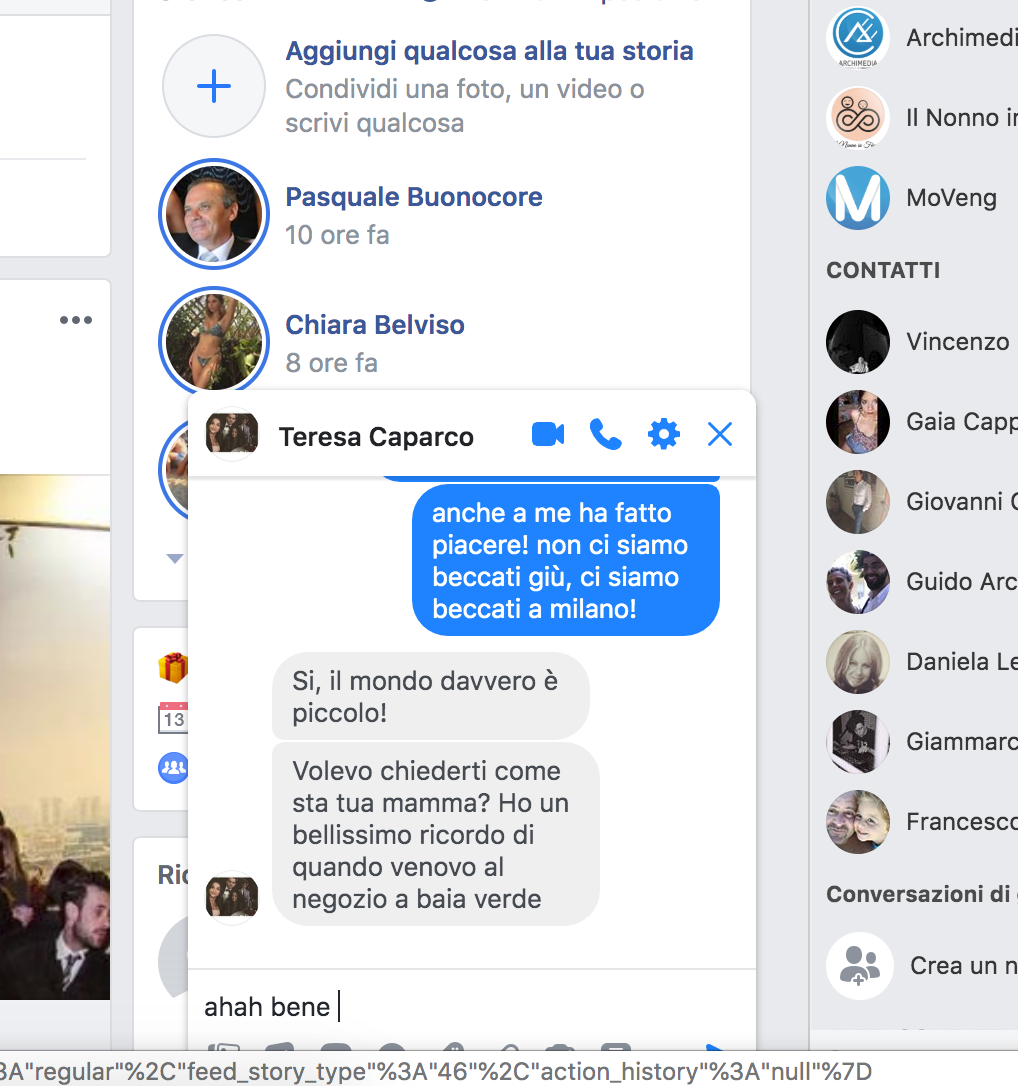 Aggiungi qualcosa alla tua storia
Condividi una foto, un video o
scrivi qualcosa
Pasquale Buonocore
10 ore fa
Chiara Belviso
8 ore fa
Teresa Caparco
anche a me ha fatto
piacere! non ci siamo
beccati giù, ci siamo
beccati a milano!
Si, il mondo davvero è
piccolo!
Volevo chiederti come
sta tua mamma? Ho un
bellissimo ricordo di
quando venovo al
negozio a baia verde
ahah bene
13
Ric
ARCHIMEDIA
Archimedi
Il Nonno in
MoVeng
CONTATTI
Vincenzo
Gaia Capp
Giovanni
Guido Arc
Daniela Le
Giammarc
Francesco
Conversazioni di
Crea un n
3A"regular"%2C"feed_story_type"%3A"46"%2C"action_history"%3A"null"%7D